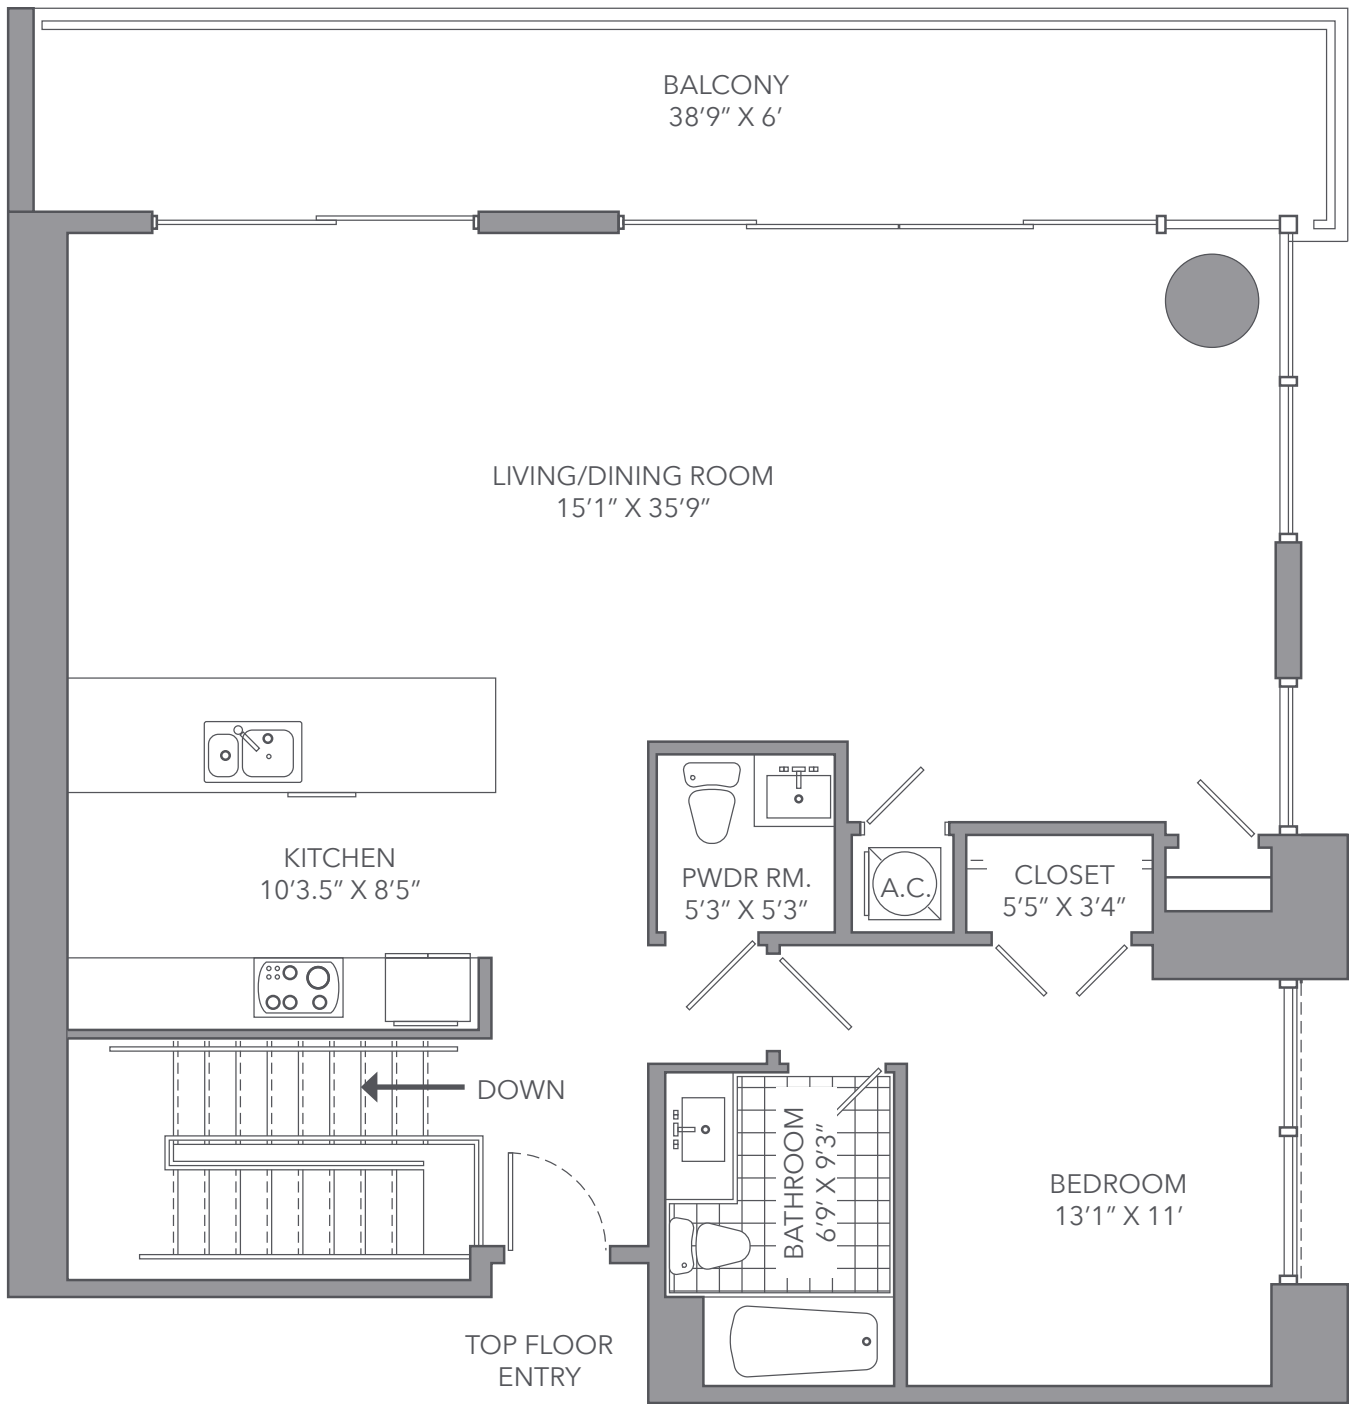 BALCONY
38’9” X 6’
LIVING/DINING ROOM
15’1” X 35’9”
KITCHEN
10’3.5” X 8’5”
PWDR RM.
5’3” X 5’3”
A.C.
CLOSET
5’5” X 3’4”
DOWN
BATHROOM
6’9’ X 9’3”
BEDROOM
13’1” X 11’
TOP FLOOR
ENTRY